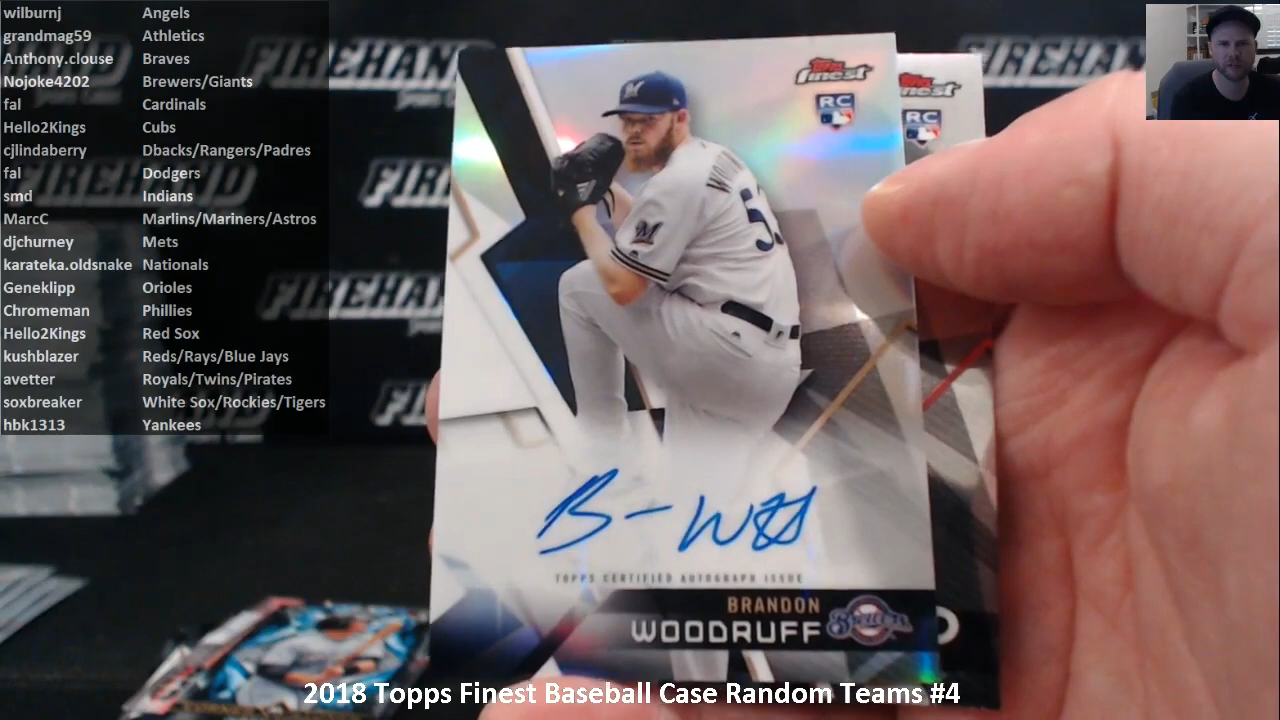 wilburnj Angels
grandmag59 Athletics
Anthony.clouse Braves
Nojoke4202 Brewers/Giants
fal Cardinals
Hello2Kings Cubs
cjlindaberry Dbacks/Rangers/Padres
fal Dodgers
smd Indians
MarcC Marlins/Mariners/Astros
djchurney Mets
karateka.oldsnake Nationals
Geneklipp Orioles
Chromeman Phillies
Hello2Kings Red Sox
kushblazer Reds/Rays/Blue Jays
avetter Royals/Twins/Pirates
soxbreaker White Sox/Rockies/Tigers
hbk1313 Yankees
FIREHAND
Topps
finest
RC
RC
M
M
TOPPS CERTIFIED AUTOGRAPH ISSUE
BRANDON
WOODRUFF
Brewers
2018 Topps Finest Baseball Case Random Teams #4